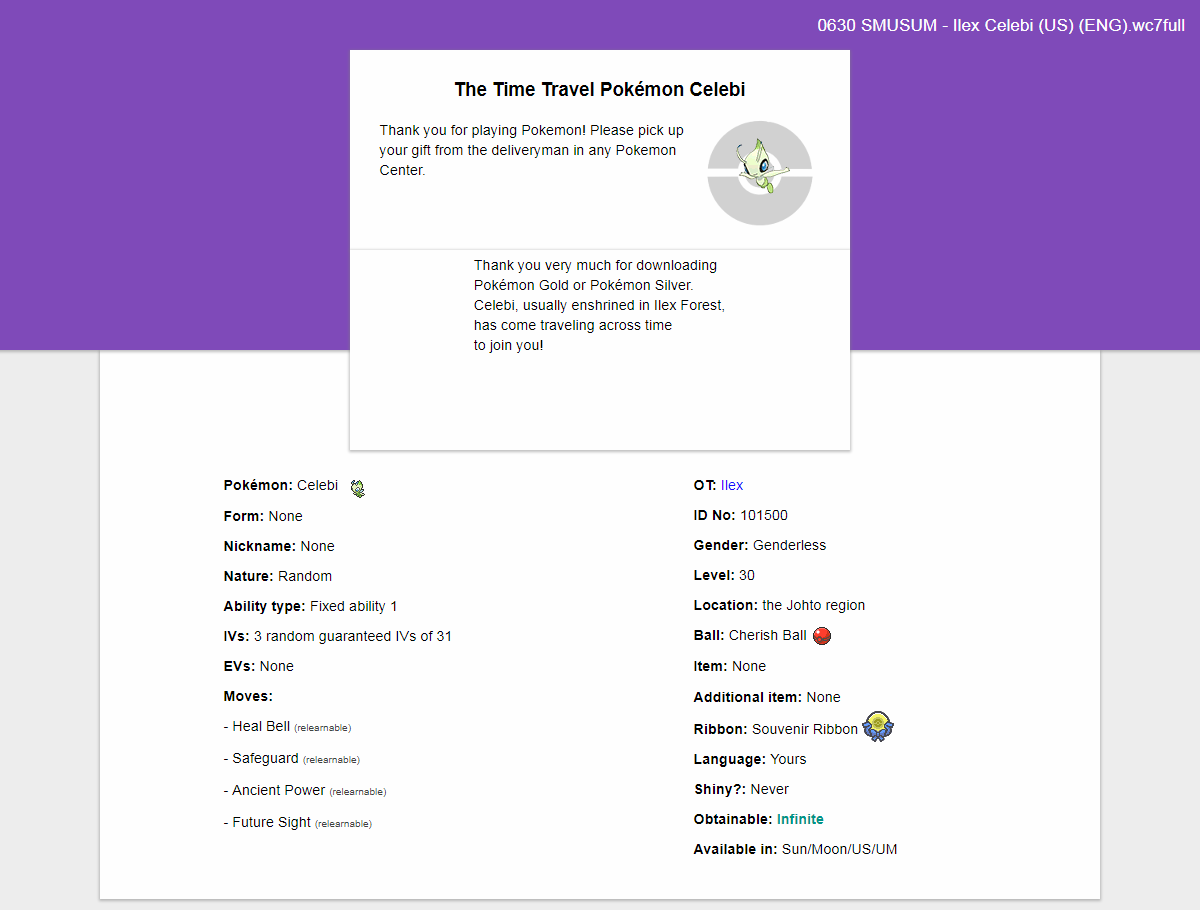 0630 SMUSUM - Ilex Celebi (US) (ENG).wc7full
The Time Travel Pokémon Celebi
Thank you for playing Pokemon! Please pick up
your gift from the deliveryman in any Pokemon
Center.
Thank you very much for downloading
Pokémon Gold or Pokémon Silver.
Celebi, usually enshrined in Ilex Forest,
has come traveling across time
to join you!
Pokémon: Celebi
Form: None
Nickname: None
Nature: Random
Ability type: Fixed ability 1
IVs: 3 random guaranteed IVs of 31
EVs: None
Moves:
- Heal Bell (relearnable)
- Safeguard (relearnable)
- Ancient Power (relearnable)
- Future Sight (relearnable)
OT: Ilex
ID No: 101500
Gender: Genderless
Level: 30
Location: the Johto region
Ball: Cherish Ball
Item: None
Additional item: None
Ribbon: Souvenir Ribbon
Language: Yours
Shiny?: Never
Obtainable: Infinite
Available in: Sun/Moon/US/UM